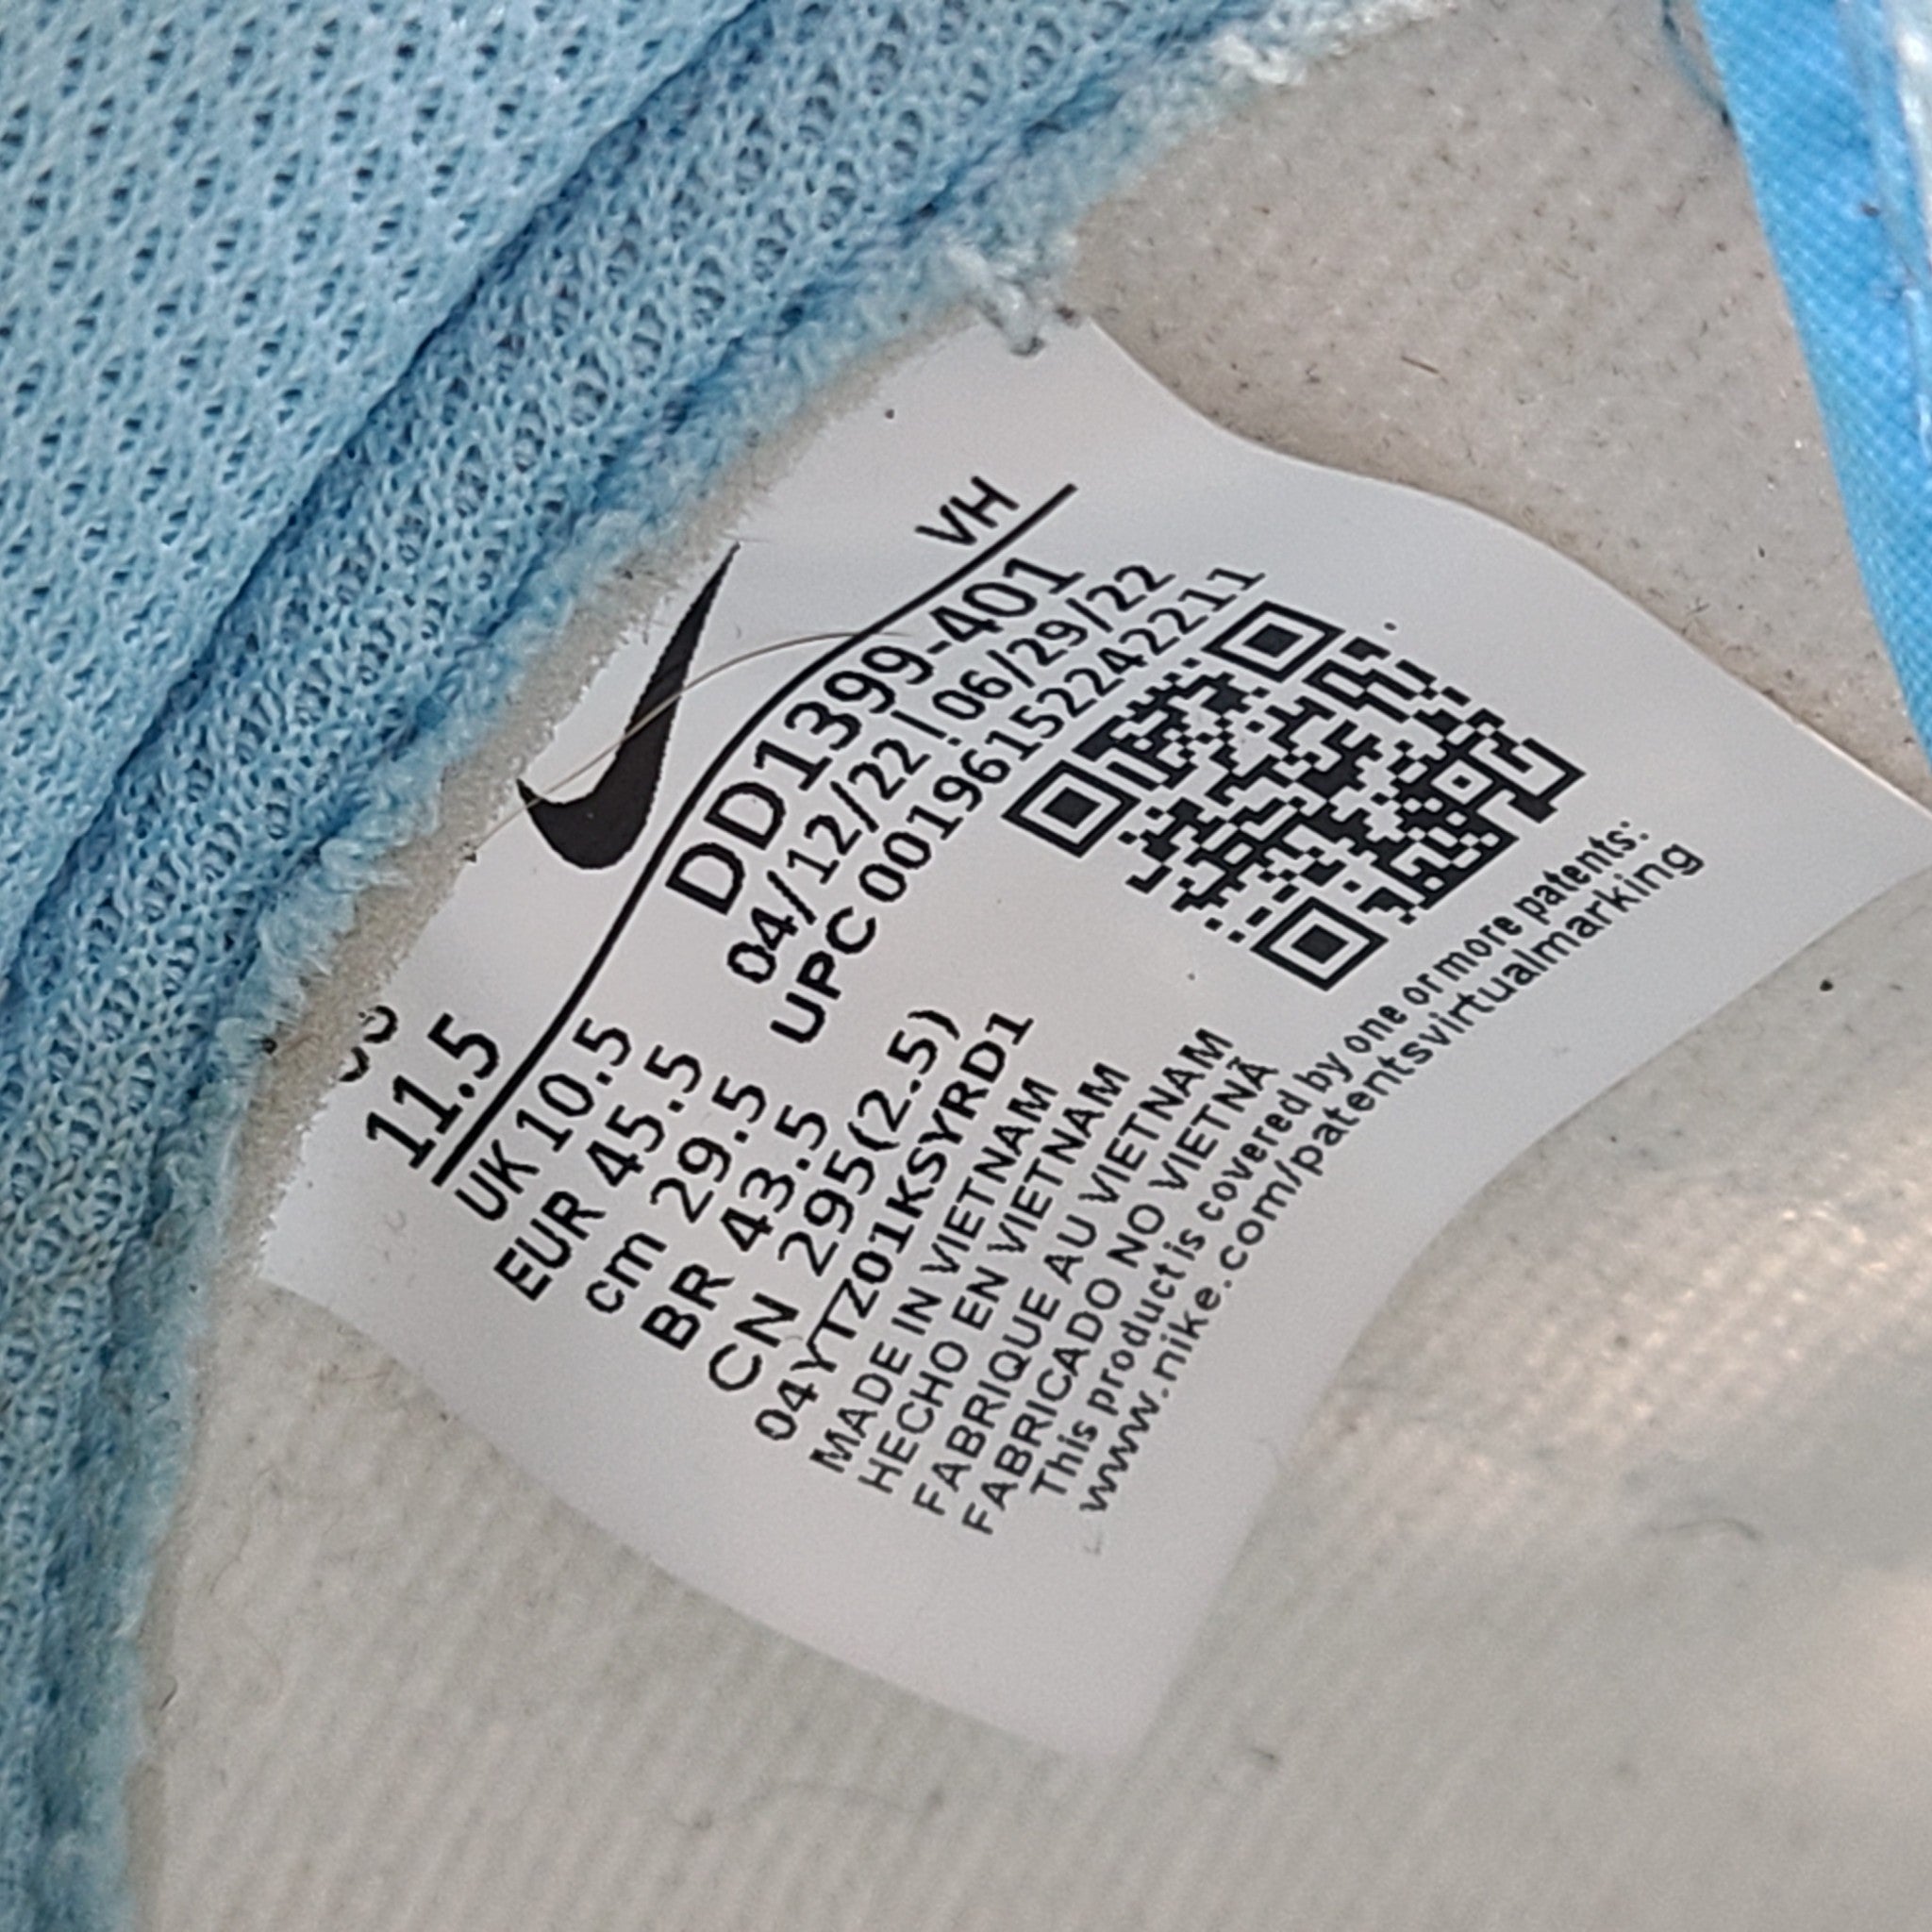 VH
DD1399-401
04/12/22 | 06/29/22
UPC 00196152242211
11.5
UK 10.5
EUR 45.5
cm 29.5
BR 43.5
CN 295(2.5)
04YTZ01KSYRD1
MADE IN VIETNAM
HECHO EN VIETNAM
FABRIQUE AU VIETNAM
FABRICADO NO VIETNÃ
This product is covered by one or more patents:
www.nike.com/patentsvirtualmarking